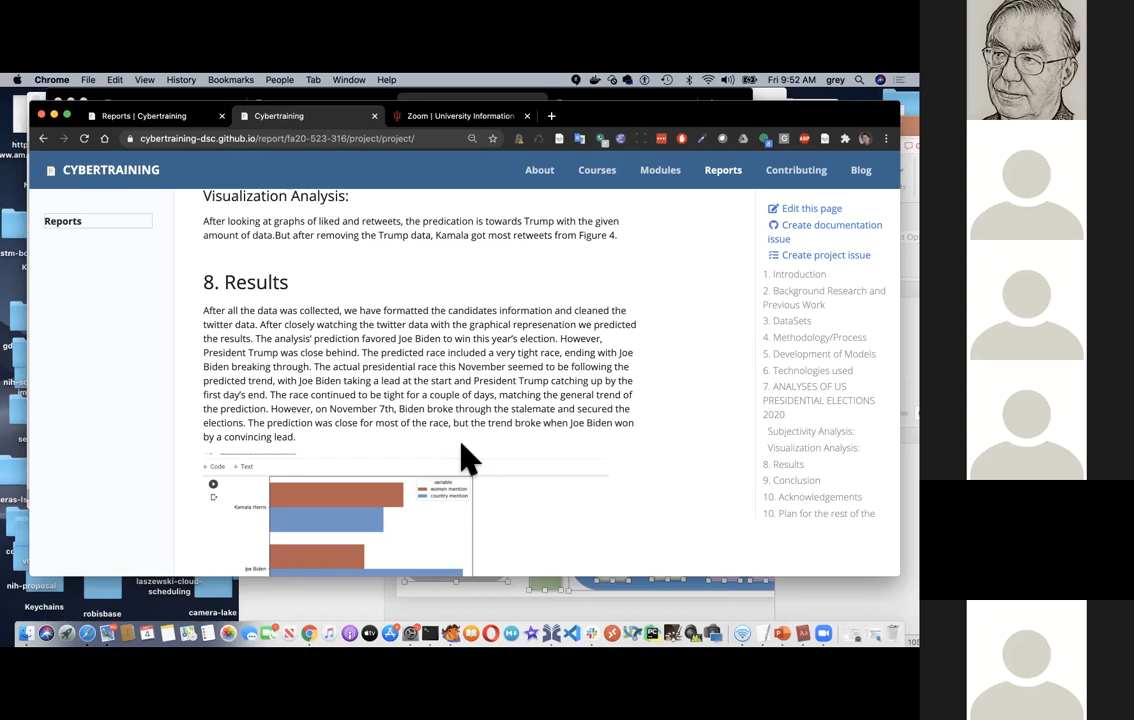 Chrome File Edit View History Bookmarks People Tab Window Help
Fri 9:52 AM grey
Reports | Cybertraining
Cybertraining
Zoom | University Information
cybertraining-dsc.github.io/report/fa20-523-316/project/project/
CYBERTRAINING
About Courses Modules Reports Contributing Blog
Reports
Visualization Analysis:
After looking at graphs of liked and retweets, the predication is towards Trump with the given
amount of data.But after removing the Trump data, Kamala got most retweets from Figure 4.
8. Results
After all the data was collected, we have formatted the candidates information and cleaned the
twitter data. After closely watching the twitter data with the graphical represenation we predicted
the results. The analysis' prediction favored Joe Biden to win this year's election. However,
President Trump was close behind. The predicted race included a very tight race, ending with Joe
Biden breaking through. The actual presidential race this November seemed to be following the
predicted trend, with Joe Biden taking a lead at the start and President Trump catching up by the
first day's end. The race continued to be tight for a couple of days, matching the general trend of
the prediction. However, on November 7th, Biden broke through the stalemate and secured the
elections. The prediction was close for most of the race, but the trend broke when Joe Biden won
by a convincing lead.
+ Code + Text
variable
women mention
country mention
Kamala Harris
Joe Biden
Edit this page
Create documentation
issue
Create project issue
1. Introduction
2. Background Research and
Previous Work
3. DataSets
4. Methodology/Process
5. Development of Models
6. Technologies used
7. ANALYSES OF US
PRESIDENTIAL ELECTIONS
2020
Subjectivity Analysis:
Visualization Analysis:
8. Results
9. Conclusion
10. Acknowledgements
10. Plan for the rest of the
nih-proposal
Keychains
robisbase
laszewski-cloud-
scheduling
camera-lake